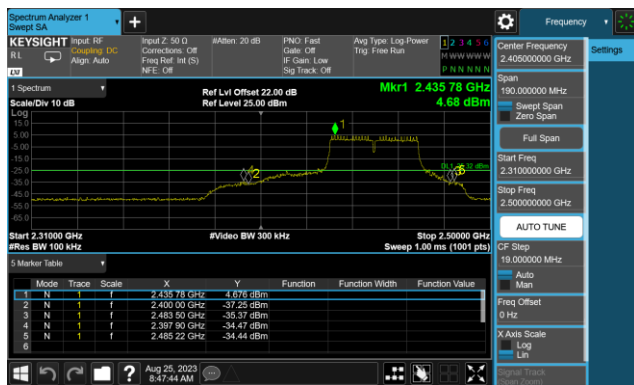 Spectrum Analyzer 1
Swept SA
Frequency
KEYSIGHT
RL
LXI
Input: RF
Coupling: DC
Align: Auto
Input Z: 50 Ω
Corrections: Off
Freq Ref: Int (S)
NFE: Off
#Atten: 20 dB
PNO: Fast
Gate: Off
IF Gain: Low
Sig Track: Off
Avg Type: Log-Power
Trig: Free Run
1 2 3 4 5 6
M W W W W W
P N N N N N
1 Spectrum
Scale/Div 10 dB
Ref Lvl Offset 22.00 dB
Ref Level 25.00 dBm
Mkr1 2.435 78 GHz
4.68 dBm
Log
15.0
5.00
-5.00
-15.0
-25.0
-35.0
-45.0
-55.0
-65.0
1
2
Start 2.31000 GHz
#Res BW 100 kHz
#Video BW 300 kHz
Stop 2.50000 GHz
Sweep 1.00 ms (1001 pts)
5 Marker Table
Mode Trace Scale X Y Function Function Width Function Value
1 N 1 f 2.435 78 GHz 4.676 dBm
2 N 1 f 2.400 00 GHz -37.25 dBm
3 N 1 f 2.483 50 GHz -35.37 dBm
4 N 1 f 2.397 90 GHz -34.47 dBm
5 N 1 f 2.485 22 GHz -34.44 dBm
6
?
Aug 25, 2023
8:47:44 AM
Center Frequency
2.405000000 GHz
Span
190.000000 MHz
Swept Span
Zero Span
Full Span
Start Freq
2.310000000 GHz
Stop Freq
2.500000000 GHz
AUTO TUNE
CF Step
19.000000 MHz
Auto
Man
Freq Offset
0 Hz
X Axis Scale
Log
Lin
Signal Track
(Span Zoom)
Settings